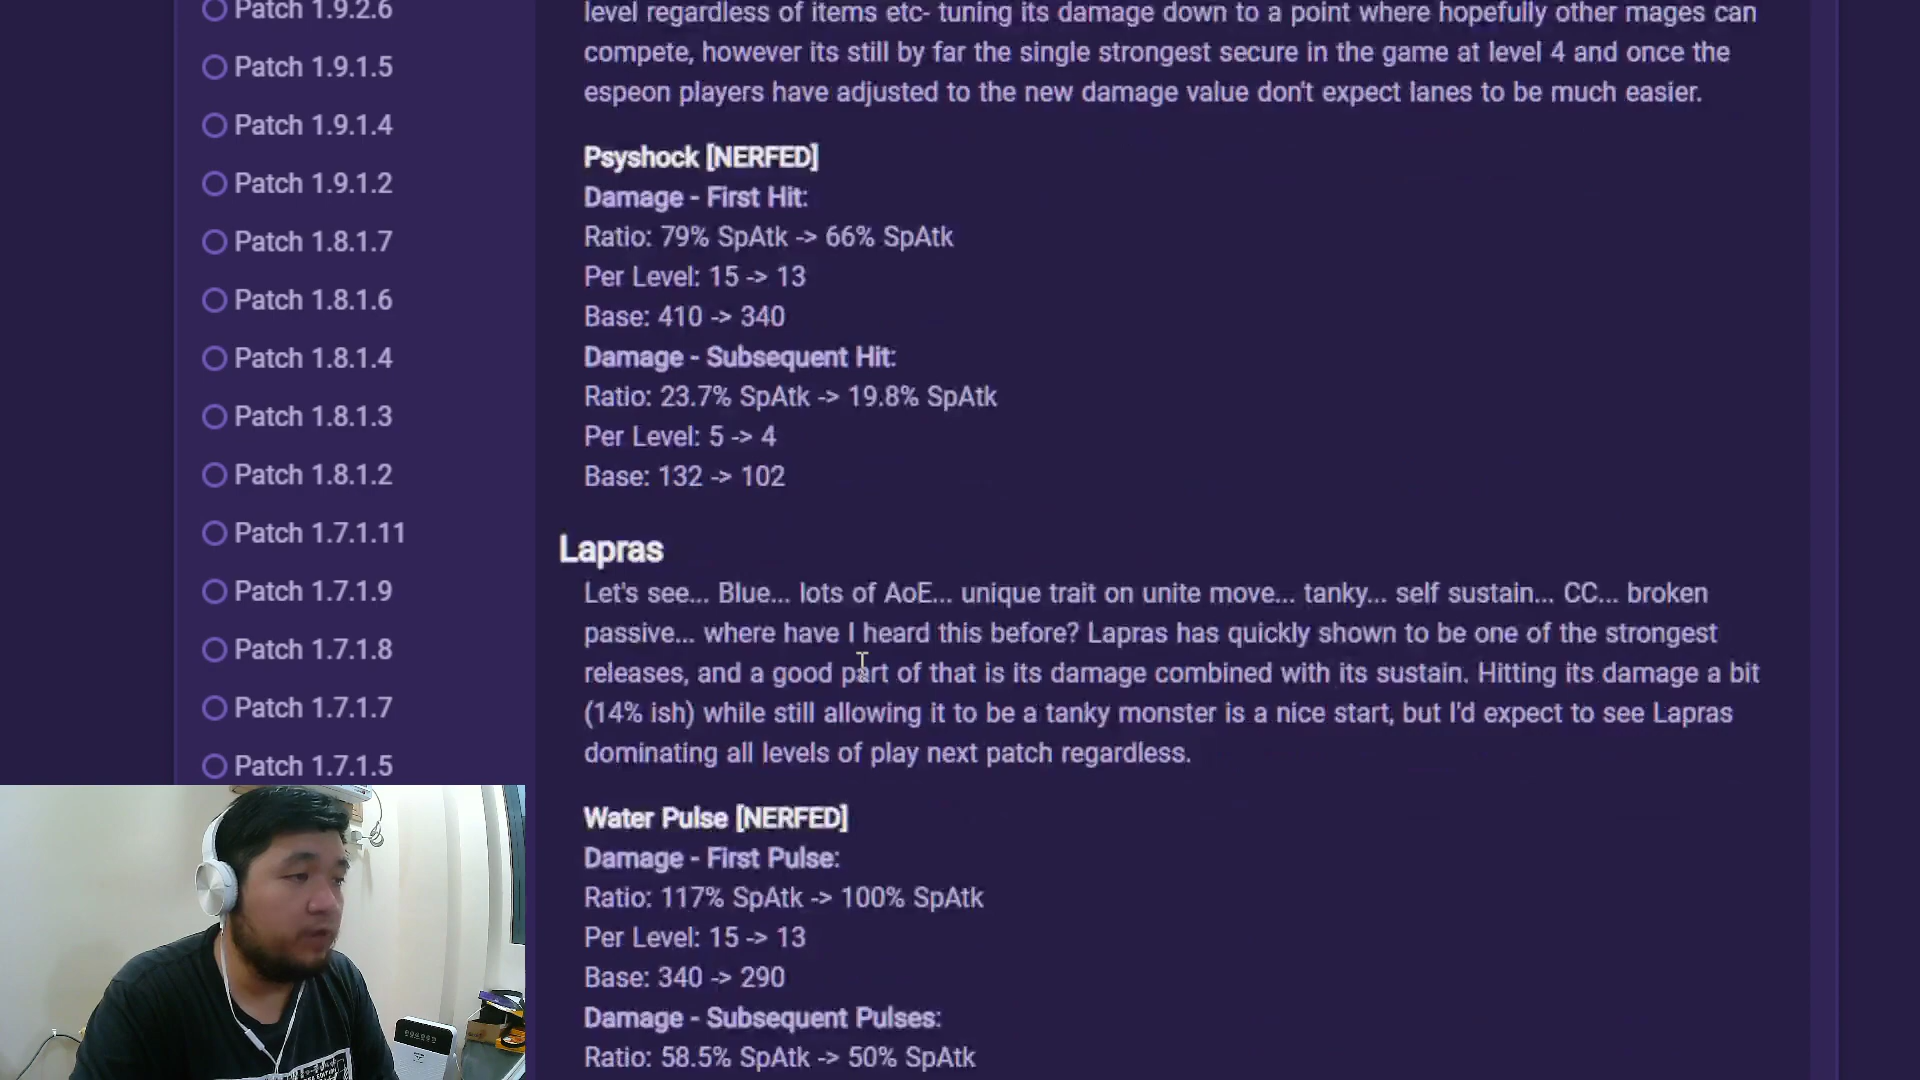 Patch 1.9.2.6
Patch 1.9.1.5
Patch 1.9.1.4
Patch 1.9.1.2
Patch 1.8.1.7
Patch 1.8.1.6
Patch 1.8.1.4
Patch 1.8.1.3
Patch 1.8.1.2
Patch 1.7.1.11
Patch 1.7.1.9
Patch 1.7.1.8
Patch 1.7.1.7
Patch 1.7.1.5
level regardless of items etc- tuning its damage down to a point where hopefully other mages can
compete, however its still by far the single strongest secure in the game at level 4 and once the
espeon players have adjusted to the new damage value don't expect lanes to be much easier.
Psyshock [NERFED]
Damage - First Hit:
Ratio: 79% SpAtk -> 66% SpAtk
Per Level: 15 -> 13
Base: 410 -> 340
Damage - Subsequent Hit:
Ratio: 23.7% SpAtk -> 19.8% SpAtk
Per Level: 5 -> 4
Base: 132 -> 102
Lapras
Let's see... Blue... lots of AoE... unique trait on unite move... tanky... self sustain... CC... broken
passive... where have I heard this before? Lapras has quickly shown to be one of the strongest
releases, and a good part of that is its damage combined with its sustain. Hitting its damage a bit
(14% ish) while still allowing it to be a tanky monster is a nice start, but I'd expect to see Lapras
dominating all levels of play next patch regardless.
Water Pulse [NERFED]
Damage - First Pulse:
Ratio: 117% SpAtk -> 100% SpAtk
Per Level: 15 -> 13
Base: 340 -> 290
Damage - Subsequent Pulses:
Ratio: 58.5% SpAtk -> 50% SpAtk